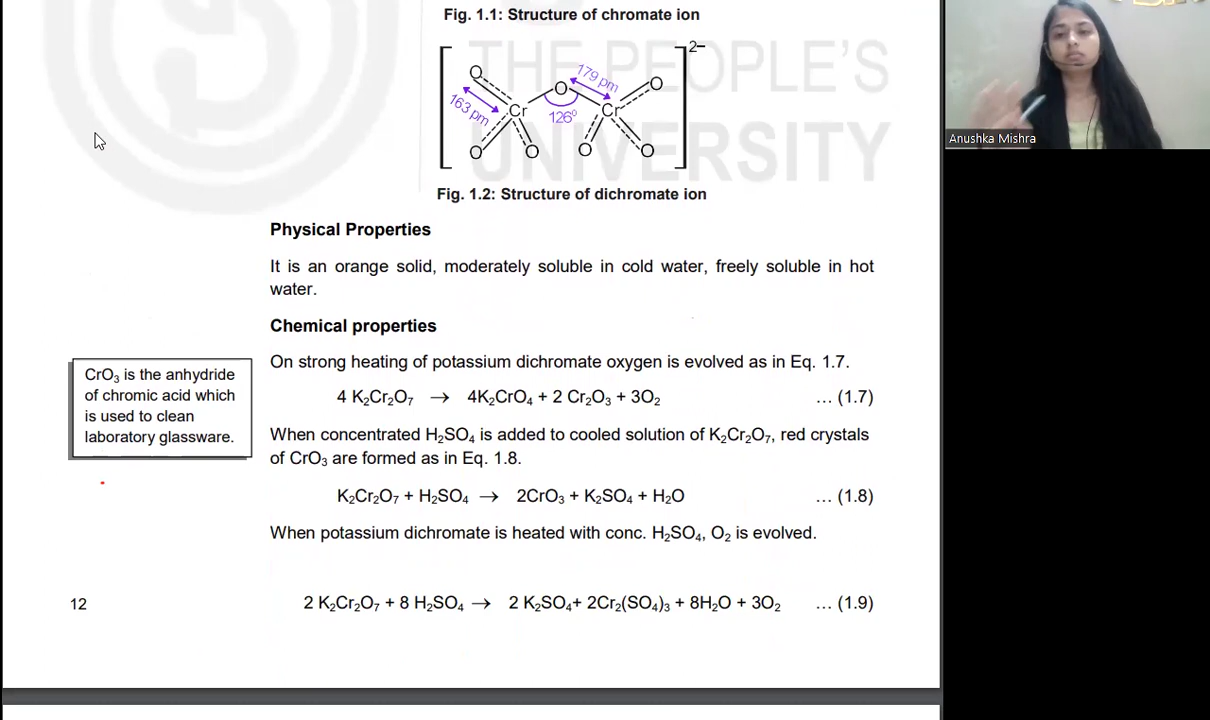 Fig. 1.1: Structure of chromate ion
THE PEOPLE'S
UNIVERSITY
2–
O
O
179 pm
O
163 pm
Cr
126°
Cr
O
O
O
O
Fig. 1.2: Structure of dichromate ion
Anushka Mishra
Physical Properties
It is an orange solid, moderately soluble in cold water, freely soluble in hot
water.
Chemical properties
On strong heating of potassium dichromate oxygen is evolved as in Eq. 1.7.
CrO₃ is the anhydride
of chromic acid which
is used to clean
laboratory glassware.
4 K₂Cr₂O₇ → 4K₂CrO₄ + 2 Cr₂O₃ + 3O₂ ... (1.7)
When concentrated H₂SO₄ is added to cooled solution of K₂Cr₂O₇, red crystals
of CrO₃ are formed as in Eq. 1.8.
K₂Cr₂O₇ + H₂SO₄ → 2CrO₃ + K₂SO₄ + H₂O ... (1.8)
When potassium dichromate is heated with conc. H₂SO₄, O₂ is evolved.
12
2 K₂Cr₂O₇ + 8 H₂SO₄ → 2 K₂SO₄+ 2Cr₂(SO₄)₃ + 8H₂O + 3O₂ ... (1.9)